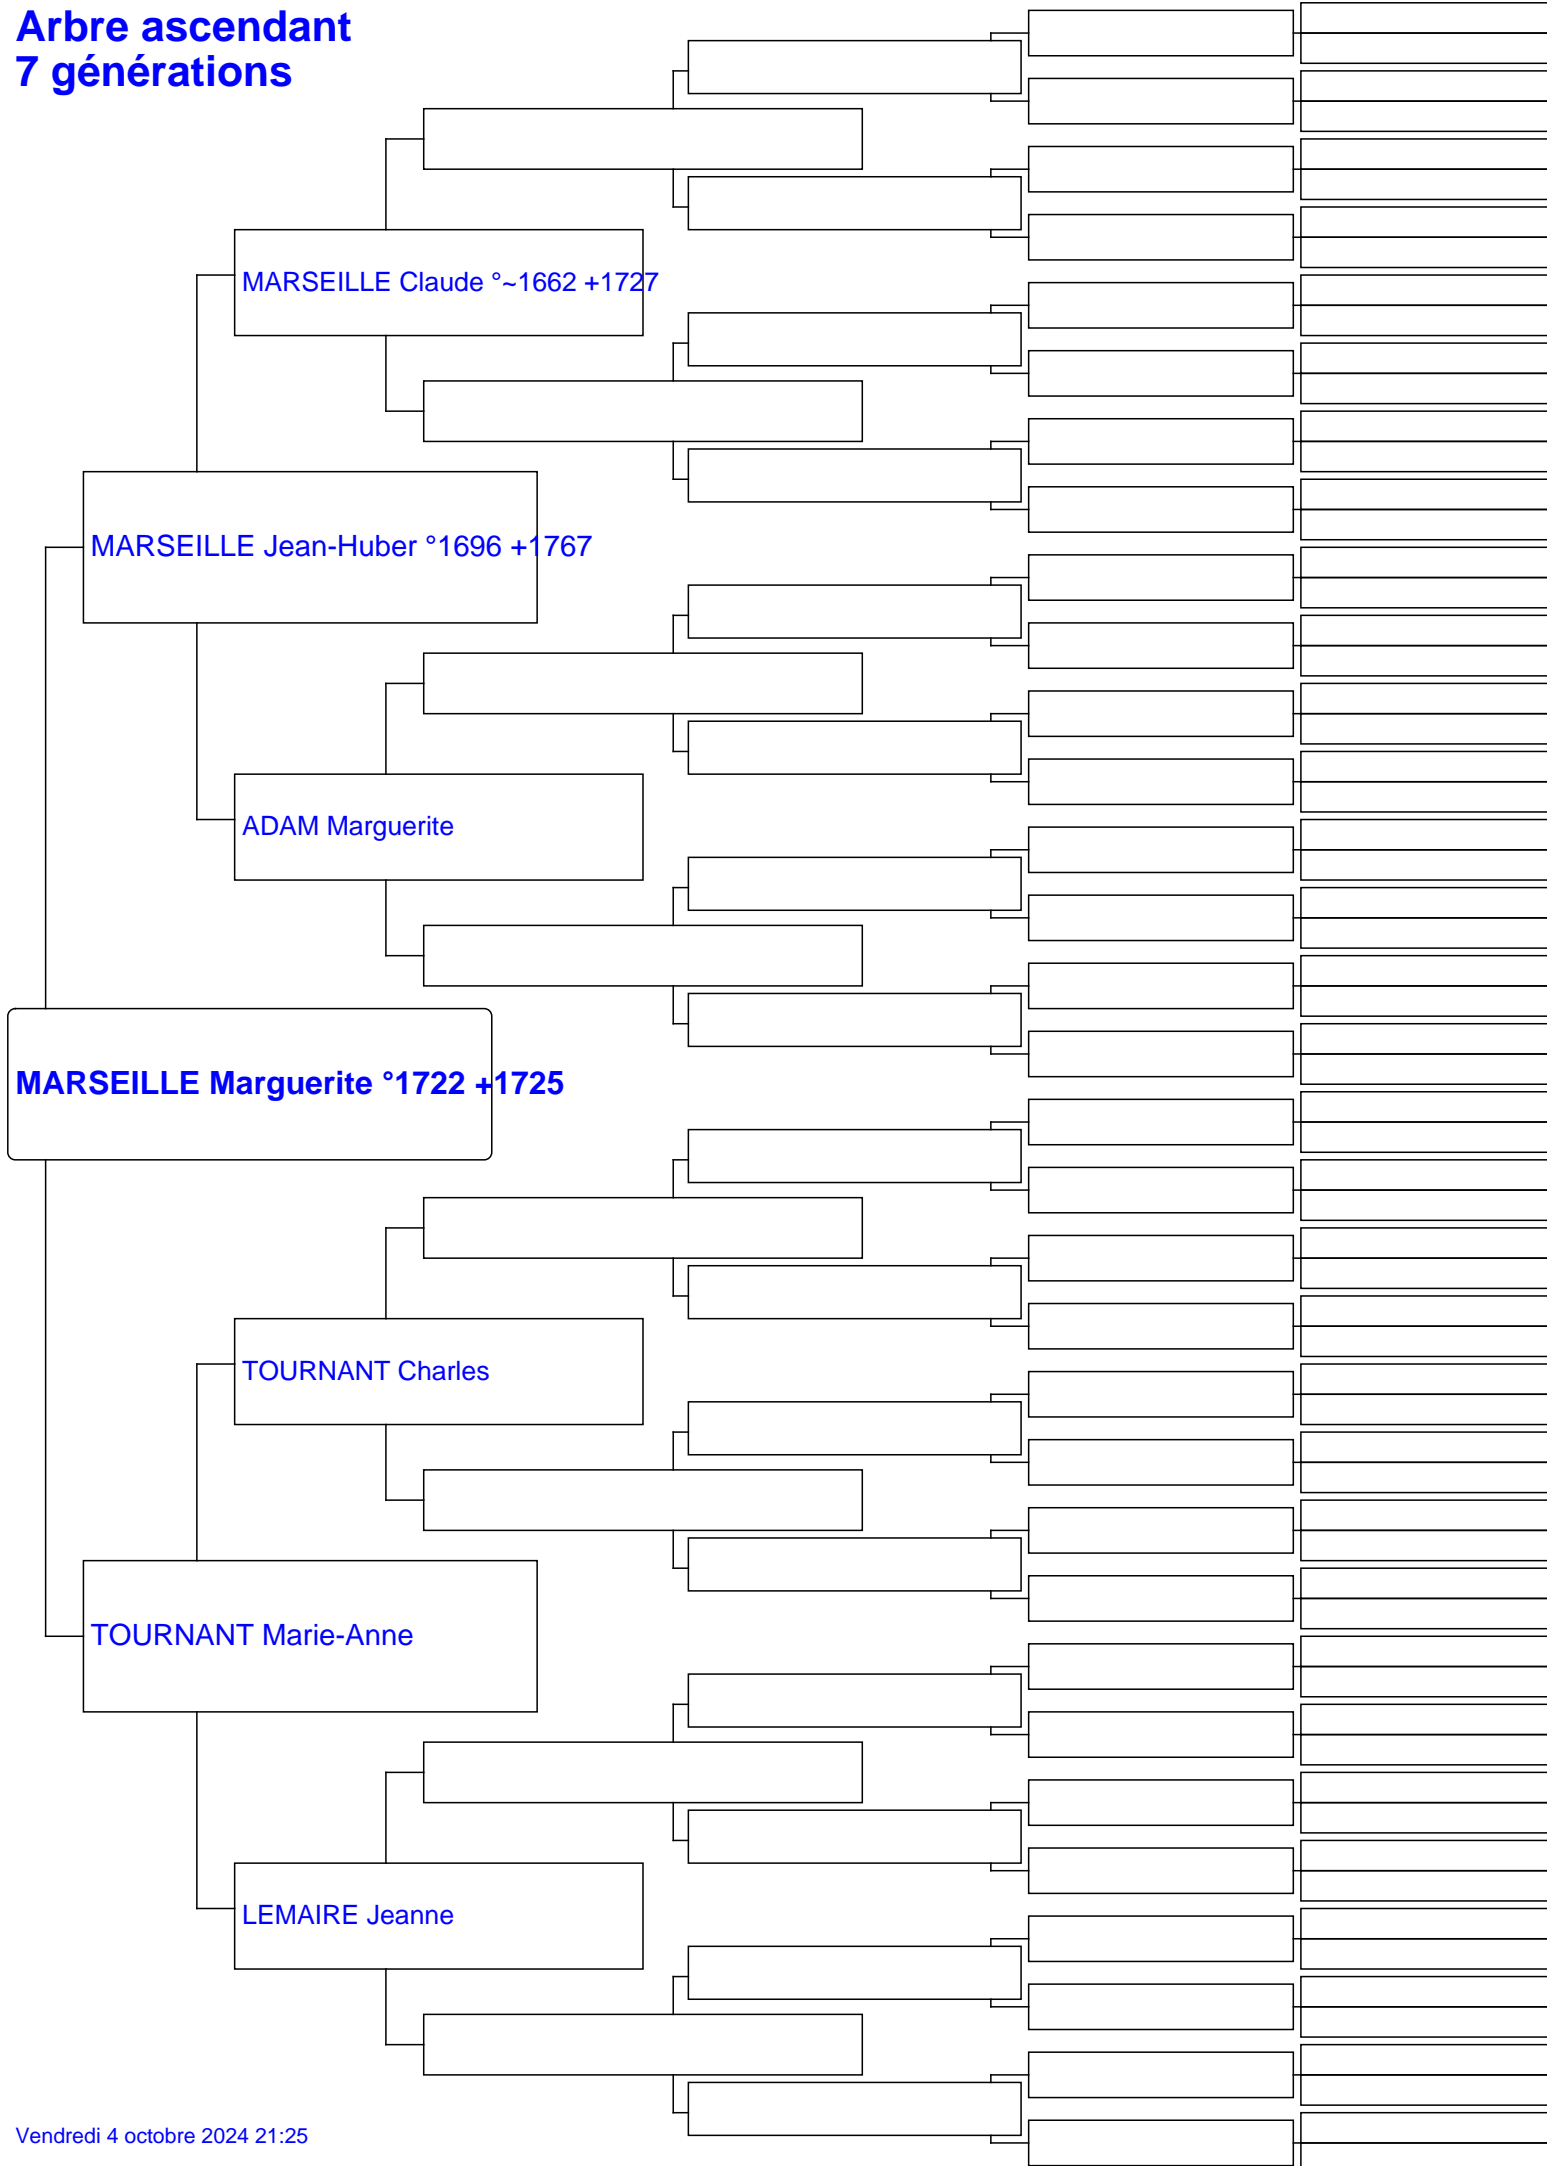 Arbre ascendant
7 générations
MARSEILLE Claude °~1662 +1727
MARSEILLE Jean-Huber °1696 +1767
ADAM Marguerite
MARSEILLE Marguerite °1722 +1725
TOURNANT Charles
TOURNANT Marie-Anne
LEMAIRE Jeanne
Vendredi 4 octobre 2024 21:25